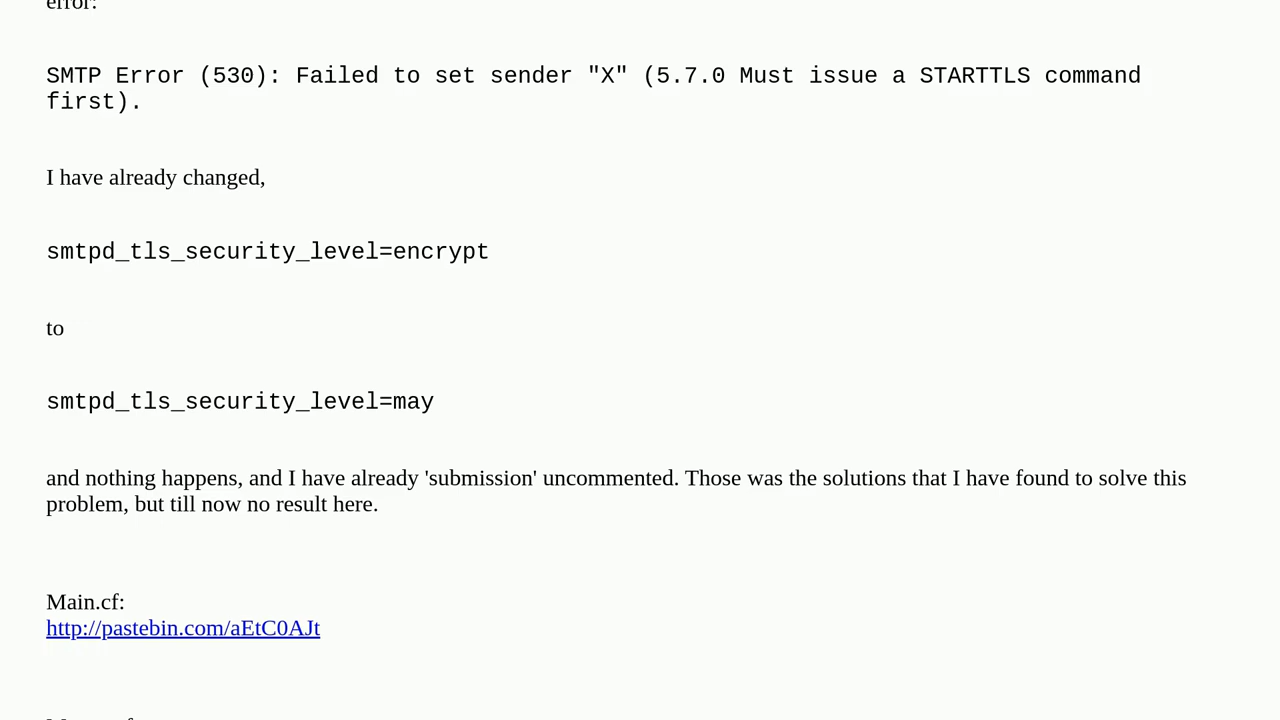 error:
SMTP Error (530): Failed to set sender "X" (5.7.0 Must issue a STARTTLS command
first).
I have already changed,
smtpd_tls_security_level=encrypt
to
smtpd_tls_security_level=may
and nothing happens, and I have already 'submission' uncommented. Those was the solutions that I have found to solve this
problem, but till now no result here.
Main.cf:
http://pastebin.com/aEtC0AJt